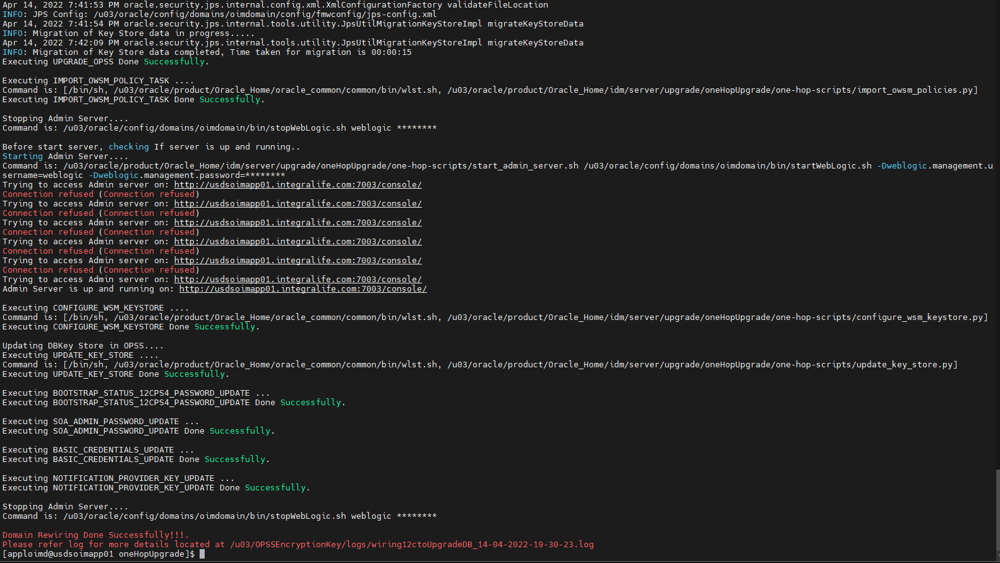 Apr 14, 2022 7:41:53 PM oracle.security.jps.internal.config.xml.XmlConfigurationFactory validateFileLocation
INFO: JPS Config: /u03/oracle/config/domains/oimdomain/config/fmwconfig/jps-config.xml
Apr 14, 2022 7:41:54 PM oracle.security.jps.internal.tools.utility.JpsUtilMigrationKeyStoreImpl migrateKeyStoreData
INFO: Migration of Key Store data in progress.....
Apr 14, 2022 7:42:09 PM oracle.security.jps.internal.tools.utility.JpsUtilMigrationKeyStoreImpl migrateKeyStoreData
INFO: Migration of Key Store data completed, Time taken for migration is 00:00:15
Executing UPGRADE_OPSS Done Successfully.
Executing IMPORT_OWSM_POLICY_TASK ....
Command is: [/bin/sh, /u03/oracle/product/Oracle_Home/oracle_common/common/bin/wlst.sh, /u03/oracle/product/Oracle_Home/idm/server/upgrade/oneHopUpgrade/one-hop-scripts/import_owsm_policies.py]
Executing IMPORT_OWSM_POLICY_TASK Done Successfully.
Stopping Admin Server....
Command is: /u03/oracle/config/domains/oimdomain/bin/stopWebLogic.sh weblogic ********
Before start server, checking If server is up and running..
Starting Admin Server....
Command is: /u03/oracle/product/Oracle_Home/idm/server/upgrade/oneHopUpgrade/one-hop-scripts/start_admin_server.sh /u03/oracle/config/domains/oimdomain/bin/startWebLogic.sh -Dweblogic.management.u
sername=weblogic -Dweblogic.management.password=********
Trying to access Admin server on: http://usdsoimapp01.integralife.com:7003/console/
Connection refused (Connection refused)
Trying to access Admin server on: http://usdsoimapp01.integralife.com:7003/console/
Connection refused (Connection refused)
Trying to access Admin server on: http://usdsoimapp01.integralife.com:7003/console/
Connection refused (Connection refused)
Trying to access Admin server on: http://usdsoimapp01.integralife.com:7003/console/
Connection refused (Connection refused)
Trying to access Admin server on: http://usdsoimapp01.integralife.com:7003/console/
Connection refused (Connection refused)
Trying to access Admin server on: http://usdsoimapp01.integralife.com:7003/console/
Admin Server is up and running on: http://usdsoimapp01.integralife.com:7003/console/
Executing CONFIGURE_WSM_KEYSTORE ....
Command is: [/bin/sh, /u03/oracle/product/Oracle_Home/oracle_common/common/bin/wlst.sh, /u03/oracle/product/Oracle_Home/idm/server/upgrade/oneHopUpgrade/one-hop-scripts/configure_wsm_keystore.py]
Executing CONFIGURE_WSM_KEYSTORE Done Successfully.
Updating DBKey Store in OPSS....
Executing UPDATE_KEY_STORE ....
Command is: [/bin/sh, /u03/oracle/product/Oracle_Home/oracle_common/common/bin/wlst.sh, /u03/oracle/product/Oracle_Home/idm/server/upgrade/oneHopUpgrade/one-hop-scripts/update_key_store.py]
Executing UPDATE_KEY_STORE Done Successfully.
Executing BOOTSTRAP_STATUS_12CPS4_PASSWORD_UPDATE ...
Executing BOOTSTRAP_STATUS_12CPS4_PASSWORD_UPDATE Done Successfully.
Executing SOA_ADMIN_PASSWORD_UPDATE ...
Executing SOA_ADMIN_PASSWORD_UPDATE Done Successfully.
Executing BASIC_CREDENTIALS_UPDATE ...
Executing BASIC_CREDENTIALS_UPDATE Done Successfully.
Executing NOTIFICATION_PROVIDER_KEY_UPDATE ...
Executing NOTIFICATION_PROVIDER_KEY_UPDATE Done Successfully.
Stopping Admin Server....
Command is: /u03/oracle/config/domains/oimdomain/bin/stopWebLogic.sh weblogic ********
Domain Rewiring Done Successfully!!!.
Please refer log for more details located at /u03/OPSSEncryptionKey/logs/wiring12ctoUpgradeDB_14-04-2022-19-30-23.log
[apploimd@usdsoimapp01 oneHopUpgrade]$